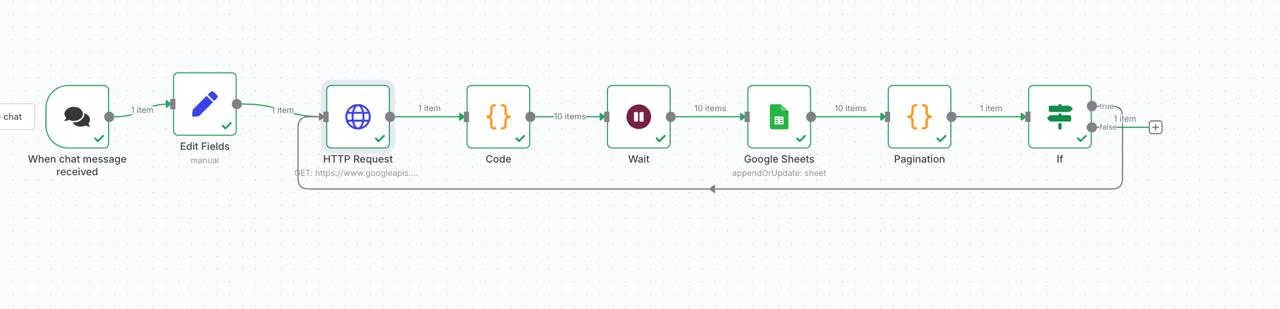 chat
1 item
1 item
1 item
10 items
10 items
10 items
1 item
true
1 item
false
When chat message
received
Edit Fields
manual
HTTP Request
GET: https://www.googleapis....
Code
Wait
Google Sheets
appendOrUpdate: sheet
Pagination
If